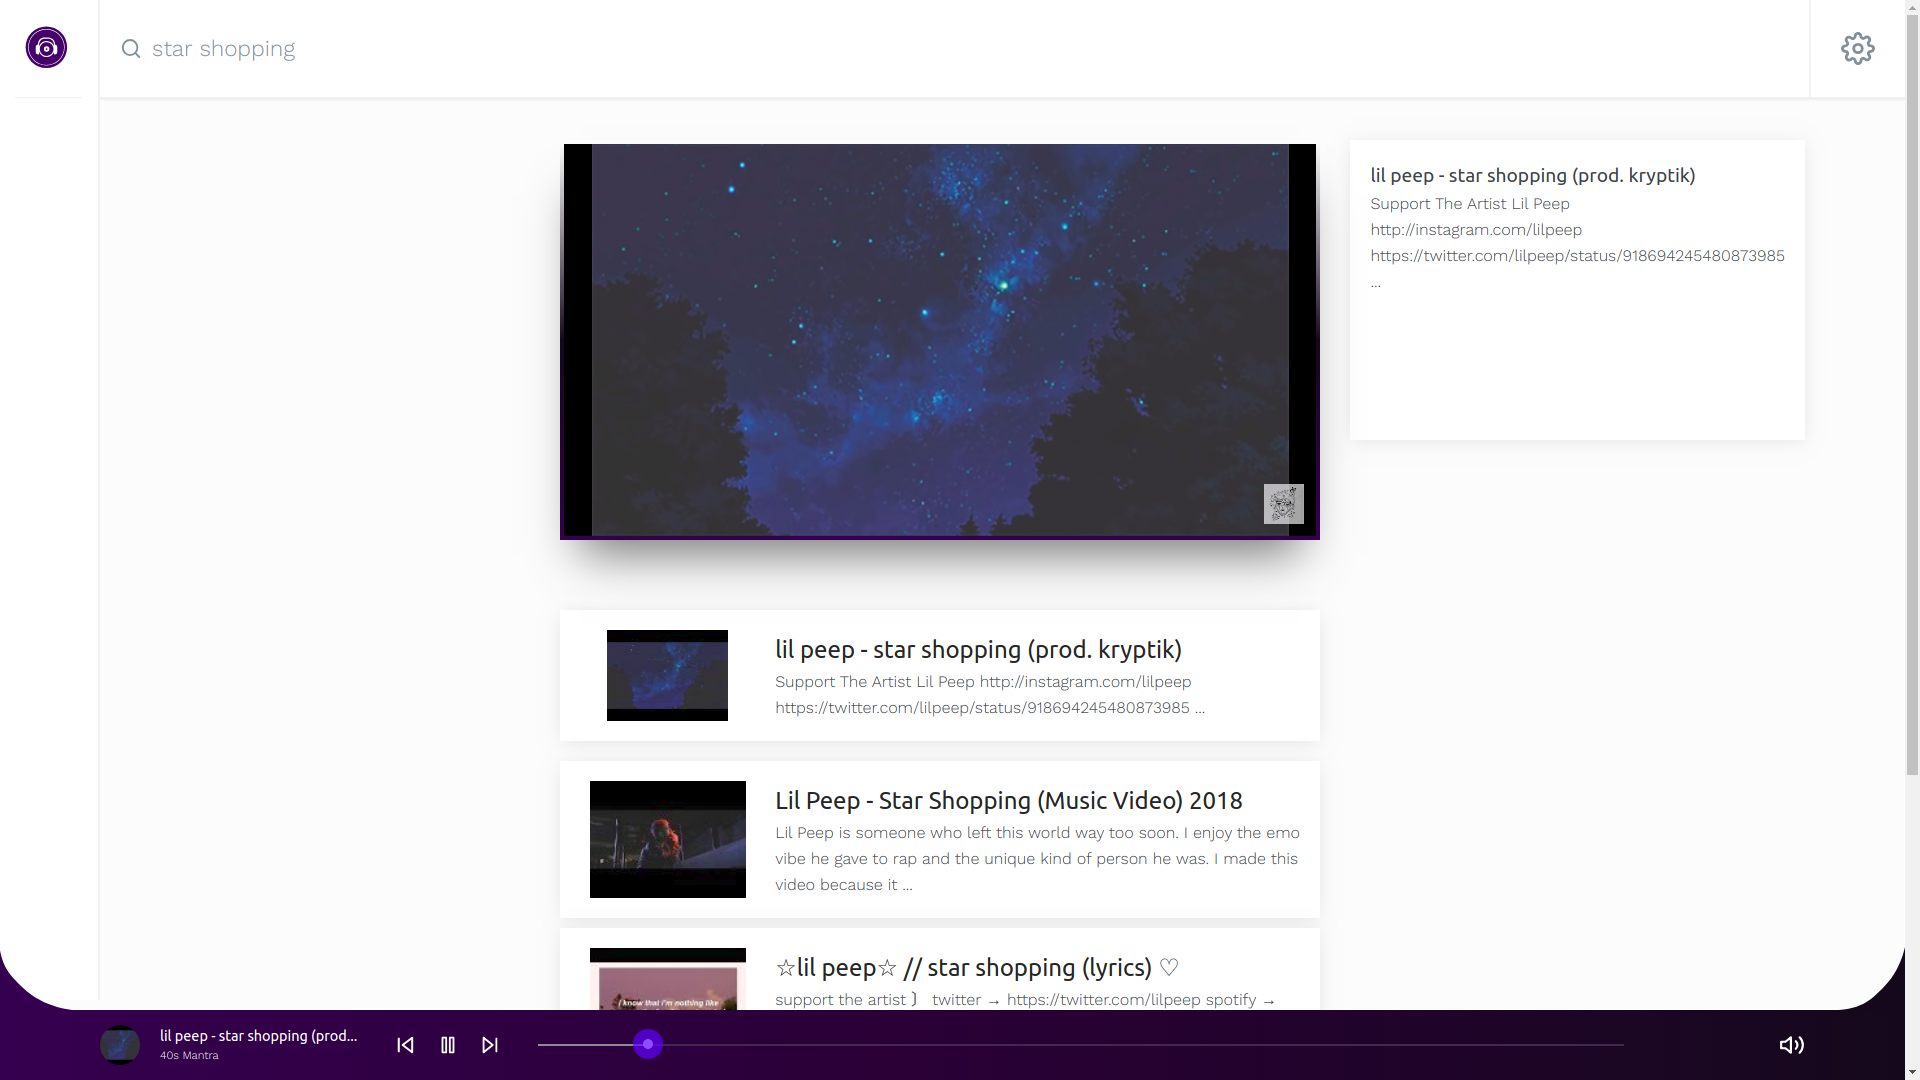 star shopping
lil peep - star shopping (prod. kryptik)
Support The Artist Lil Peep
http://instagram.com/lilpeep
https://twitter.com/lilpeep/status/918694245480873985
...
lil peep - star shopping (prod. kryptik)
Support The Artist Lil Peep http://instagram.com/lilpeep
https://twitter.com/lilpeep/status/918694245480873985 ...
Lil Peep - Star Shopping (Music Video) 2018
Lil Peep is someone who left this world way too soon. I enjoy the emo
vibe he gave to rap and the unique kind of person he was. I made this
video because it ...
☆lil peep☆ // star shopping (lyrics) ♡
I know that i'm nothing like
support the artist 〕 twitter → https://twitter.com/lilpeep spotify →
lil peep - star shopping (prod...
40s Mantra